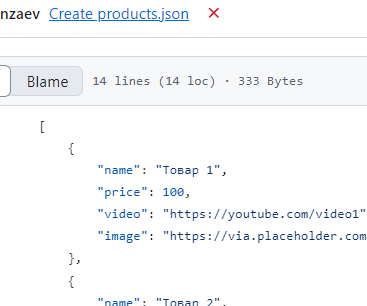 nzaev Create products.json
Blame 14 lines (14 loc) · 333 Bytes
[
{
"name": "Товар 1",
"price": 100,
"video": "https://youtube.com/video1"
"image": "https://via.placeholder.com
},
{
"name": "Товар 2",